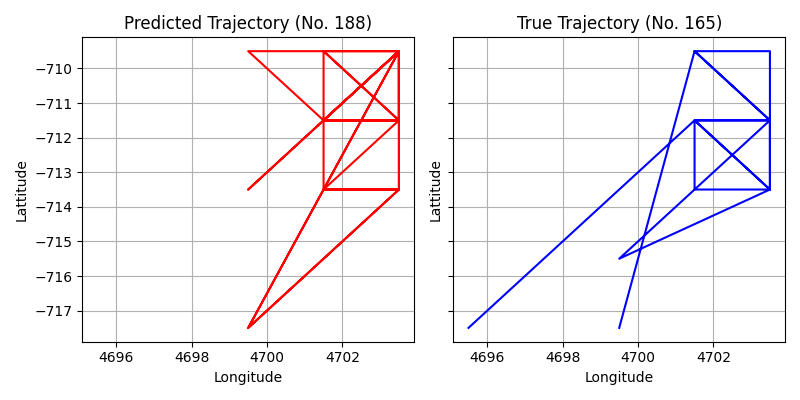 Predicted Trajectory (No. 188)
True Trajectory (No. 165)
Lattitude
−710
−711
−712
−713
−714
−715
−716
−717
4696
4698
4700
4702
Longitude
Lattitude
4696
4698
4700
4702
Longitude